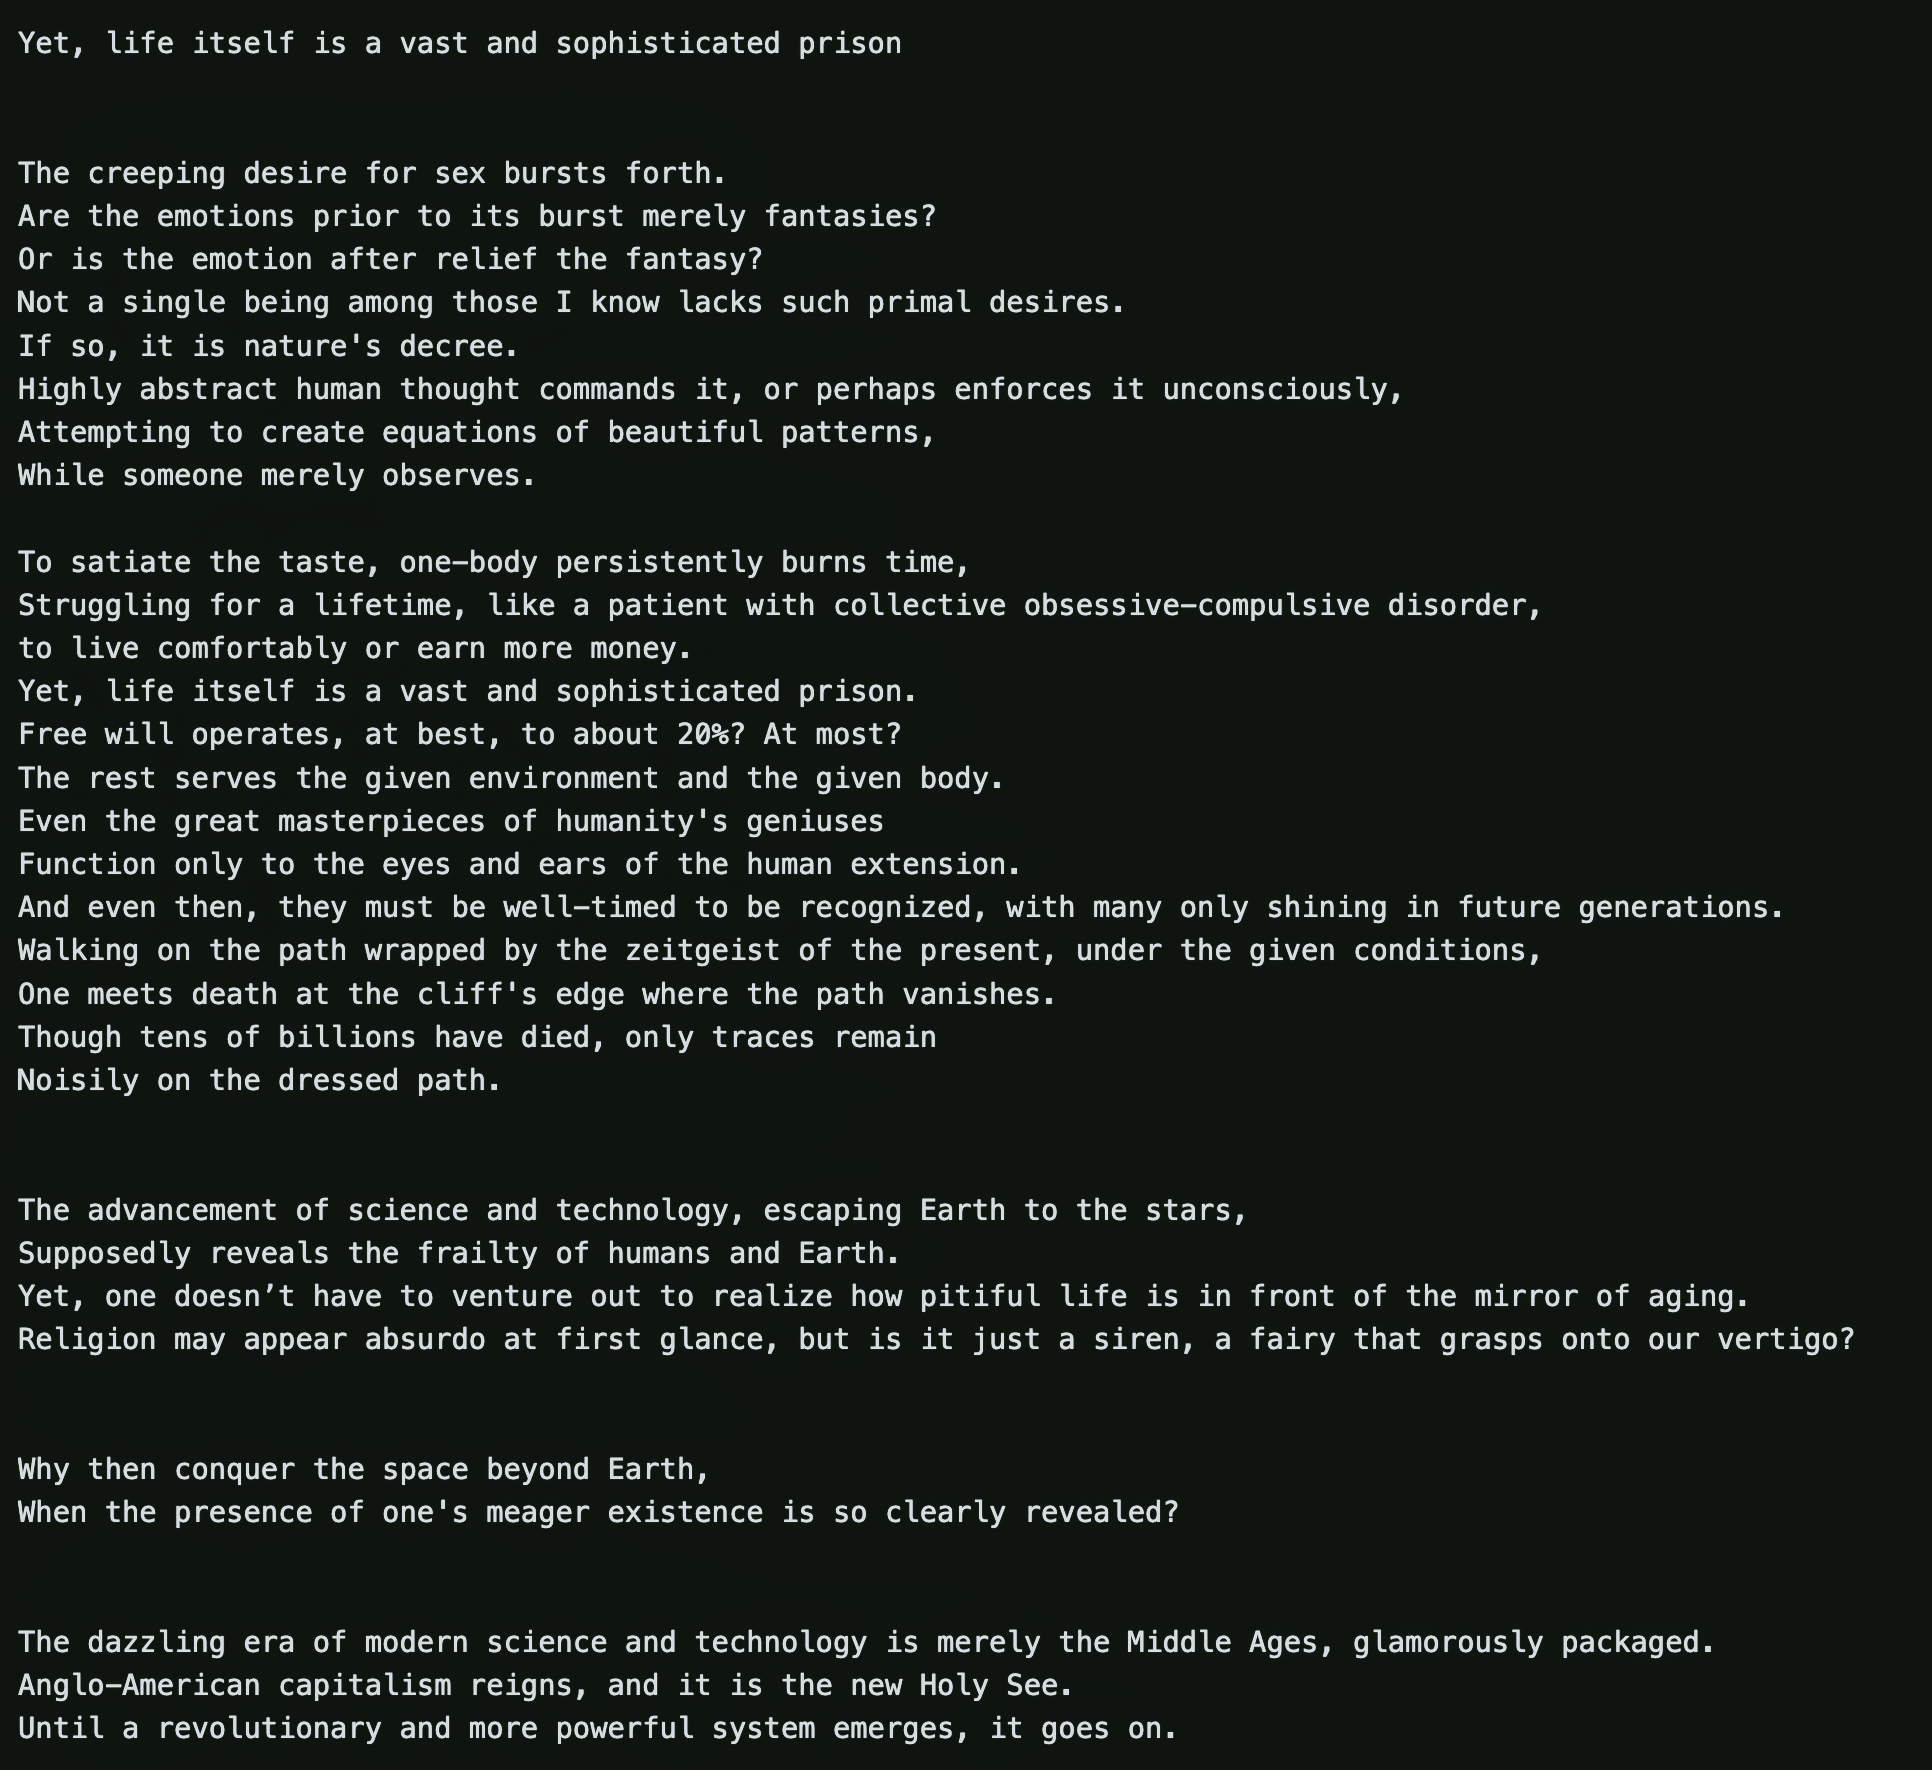 Yet, life itself is a vast and sophisticated prison
The creeping desire for sex bursts forth.
Are the emotions prior to its burst merely fantasies?
Or is the emotion after relief the fantasy?
Not a single being among those I know lacks such primal desires.
If so, it is nature's decree.
Highly abstract human thought commands it, or perhaps enforces it unconsciously,
Attempting to create equations of beautiful patterns,
While someone merely observes.
To satiate the taste, one-body persistently burns time,
Struggling for a lifetime, like a patient with collective obsessive-compulsive disorder,
to live comfortably or earn more money.
Yet, life itself is a vast and sophisticated prison.
Free will operates, at best, to about 20%? At most?
The rest serves the given environment and the given body.
Even the great masterpieces of humanity's geniuses
Function only to the eyes and ears of the human extension.
And even then, they must be well-timed to be recognized, with many only shining in future generations.
Walking on the path wrapped by the zeitgeist of the present, under the given conditions,
One meets death at the cliff's edge where the path vanishes.
Though tens of billions have died, only traces remain
Noisily on the dressed path.
The advancement of science and technology, escaping Earth to the stars,
Supposedly reveals the frailty of humans and Earth.
Yet, one doesn’t have to venture out to realize how pitiful life is in front of the mirror of aging.
Religion may appear absurdo at first glance, but is it just a siren, a fairy that grasps onto our vertigo?
Why then conquer the space beyond Earth,
When the presence of one's meager existence is so clearly revealed?
The dazzling era of modern science and technology is merely the Middle Ages, glamorously packaged.
Anglo-American capitalism reigns, and it is the new Holy See.
Until a revolutionary and more powerful system emerges, it goes on.